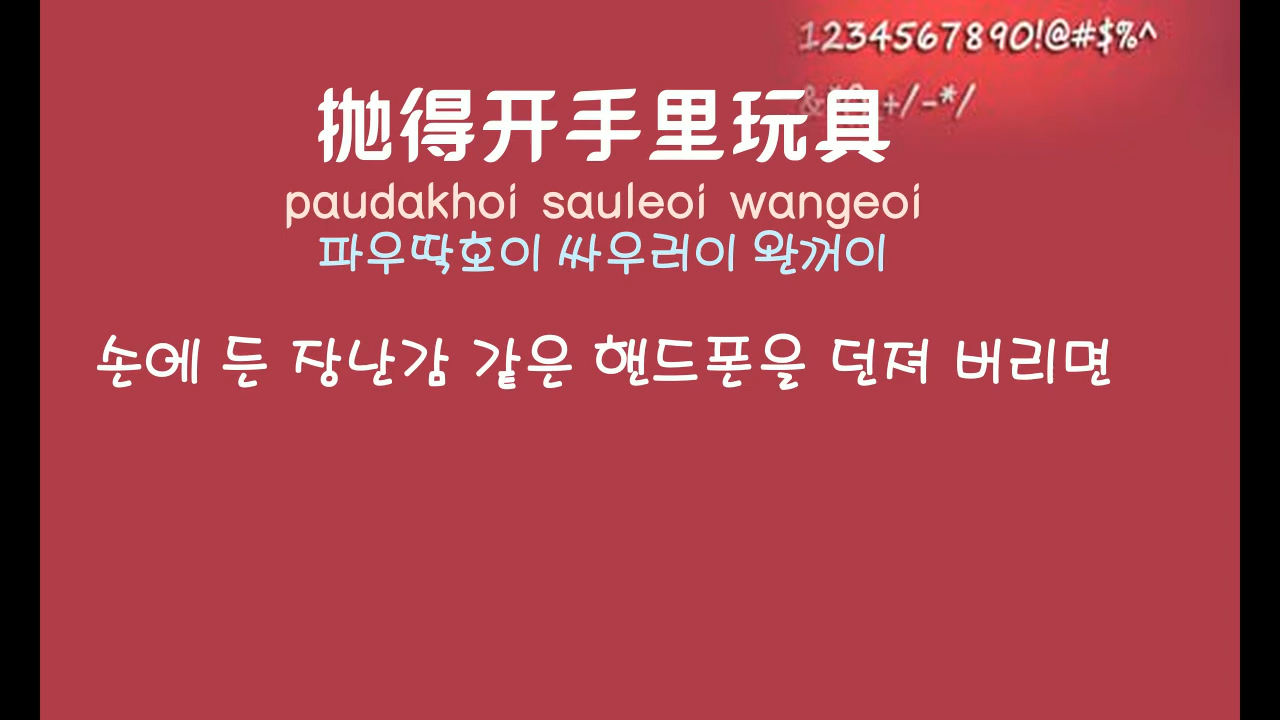 1234567890!@#$%^
+/-*/
抛得开手里玩具
paudakhoi sauleoi wangeoi
파우딱호이 싸우러이 왈꺼이
손에 든 장난감 같은 핸드폰을 던져 버리면